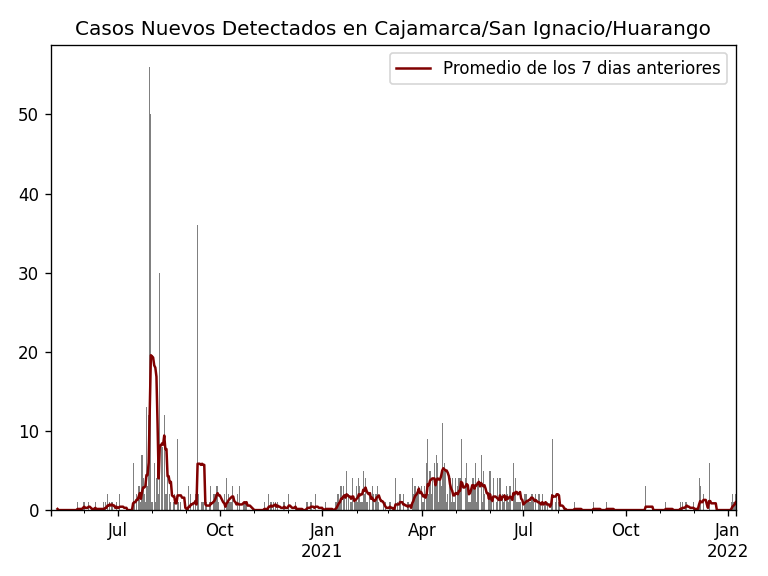 Casos Nuevos Detectados en Cajamarca/San Ignacio/Huarango
Promedio de los 7 dias anteriores
50
40
30
20
10
0
Jul Oct Jan Apr Jul Oct Jan
2021 2022